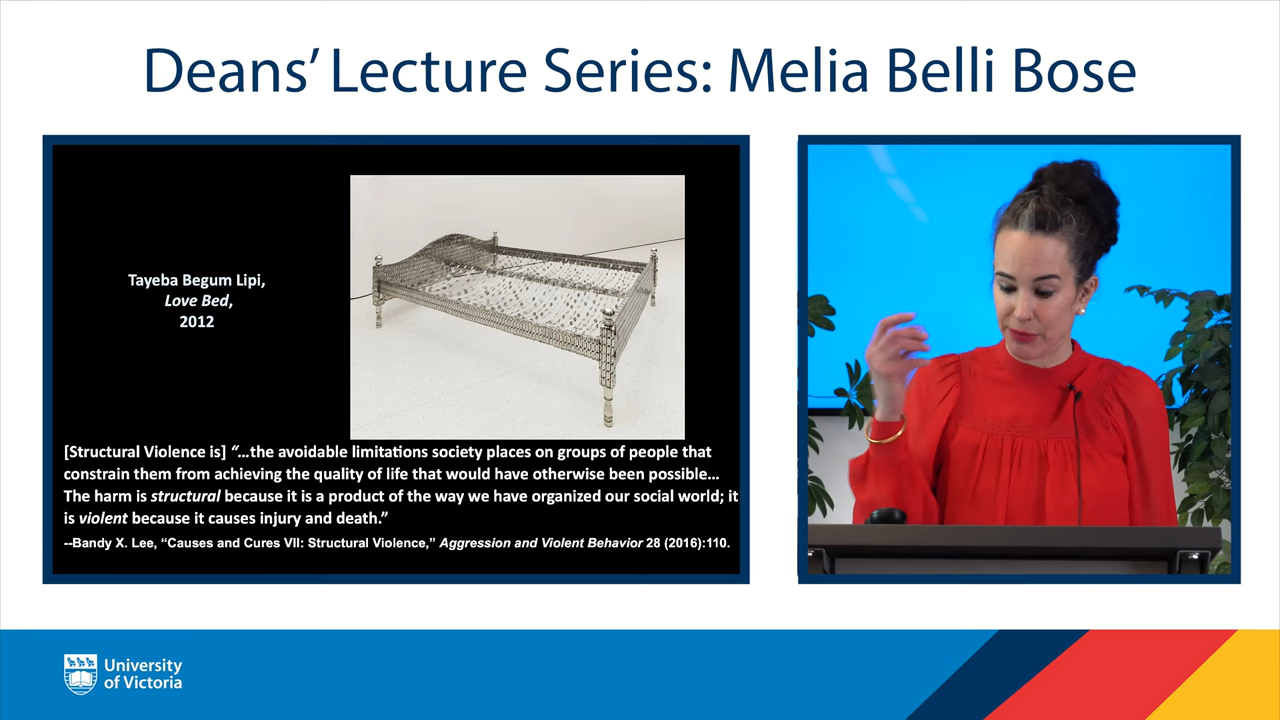 Deans’ Lecture Series: Melia Belli Bose
Tayeba Begum Lipi,
Love Bed,
2012
[Structural Violence is] “…the avoidable limitations society places on groups of people that
constrain them from achieving the quality of life that would have otherwise been possible…
The harm is structural because it is a product of the way we have organized our social world; it
is violent because it causes injury and death.”
--Bandy X. Lee, “Causes and Cures VII: Structural Violence,” Aggression and Violent Behavior 28 (2016):110.
University
of Victoria